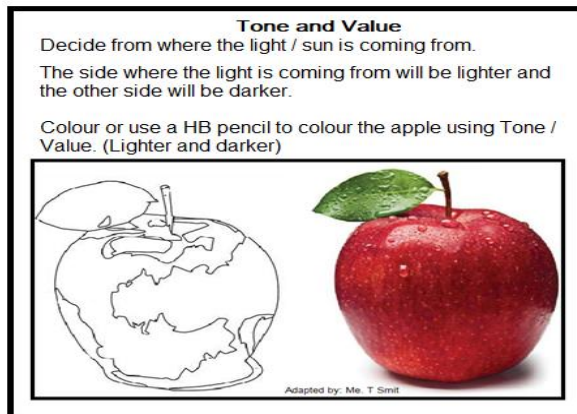 Tone and Value
Decide from where the light / sun is coming from.
The side where the light is coming from will be lighter and
the other side will be darker.
Colour or use a HB pencil to colour the apple using Tone /
Value. (Lighter and darker)
Adapted by: Me. T Smit